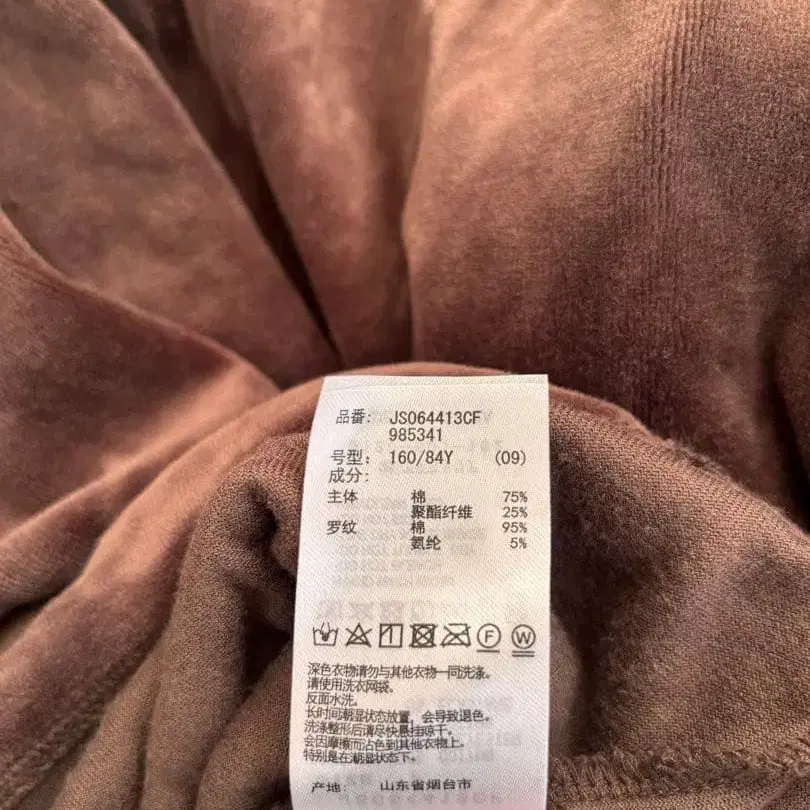 品番: JS064413CF
985341
号型: 160/84Y (09)
成分:
主体 棉 75%
聚酯纤维 25%
罗纹 棉 95%
氨纶 5%
F W
深色衣物请勿与其他衣物一同洗涤。
请使用洗衣网袋。
反面水洗。
长时间潮湿状态放置，会导致退色。
洗涤整形后请尽快悬挂晾干。
会因摩擦而沾色到其他衣物上。
特别是在潮湿状态下。
产地: 山东省烟台市